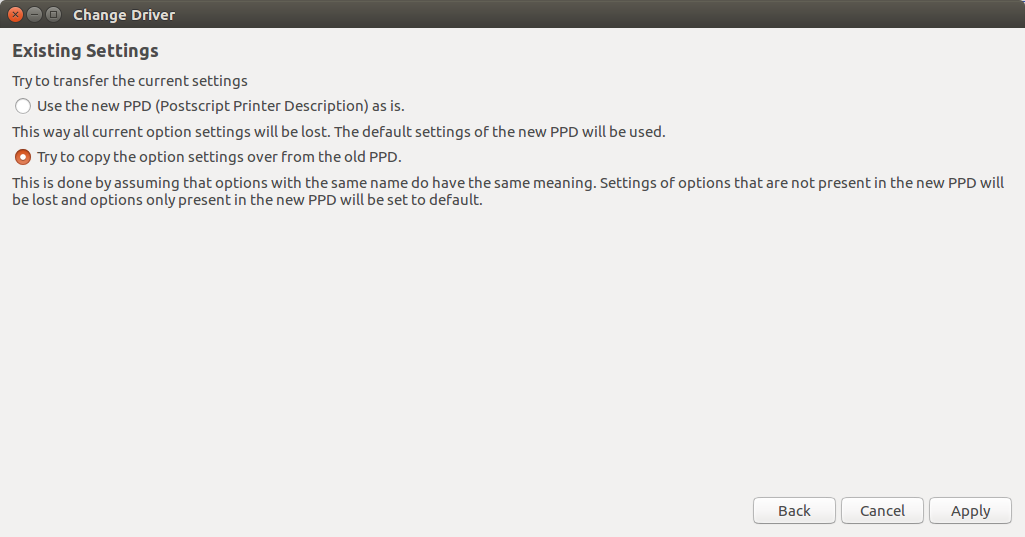 Change Driver
Existing Settings
Try to transfer the current settings
Use the new PPD (Postscript Printer Description) as is.
This way all current option settings will be lost. The default settings of the new PPD will be used.
Try to copy the option settings over from the old PPD.
This is done by assuming that options with the same name do have the same meaning. Settings of options that are not present in the new PPD will
be lost and options only present in the new PPD will be set to default.
Back Cancel Apply